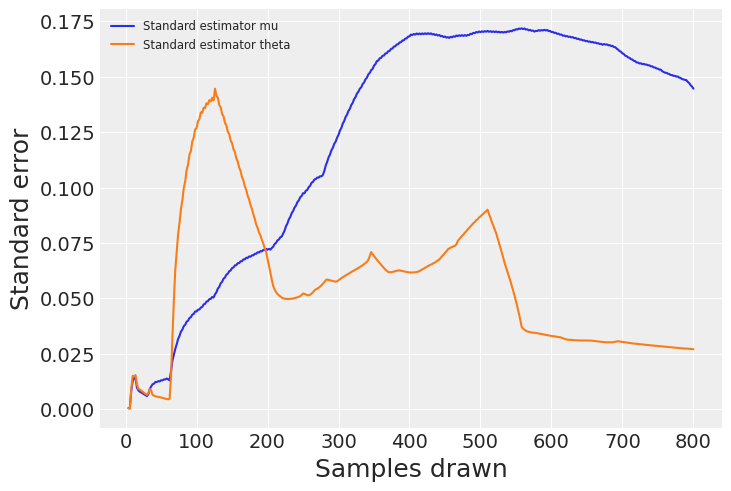 Standard estimator mu
Standard estimator theta
Standard error
0.175
0.150
0.125
0.100
0.075
0.050
0.025
0.000
0 100 200 300 400 500 600 700 800
Samples drawn